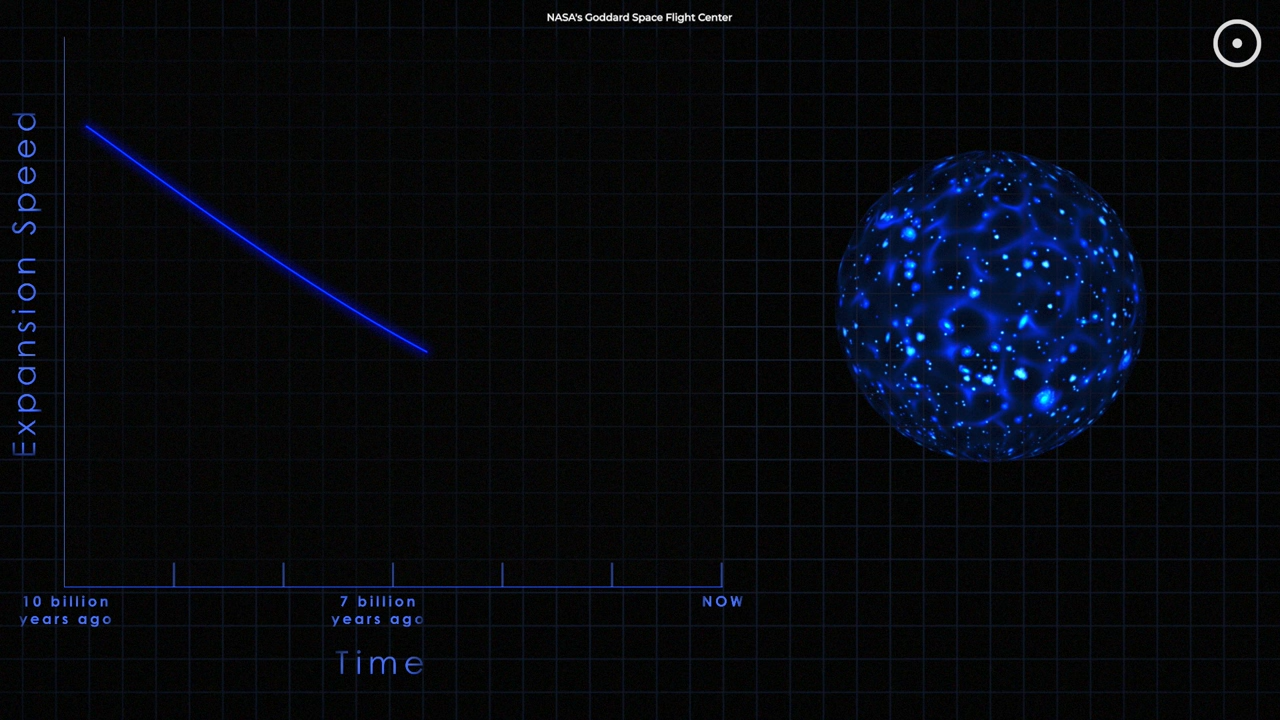 NASA's Goddard Space Flight Center
Expansion Speed
10 billion
years ago
7 billion
years ago
NOW
Time